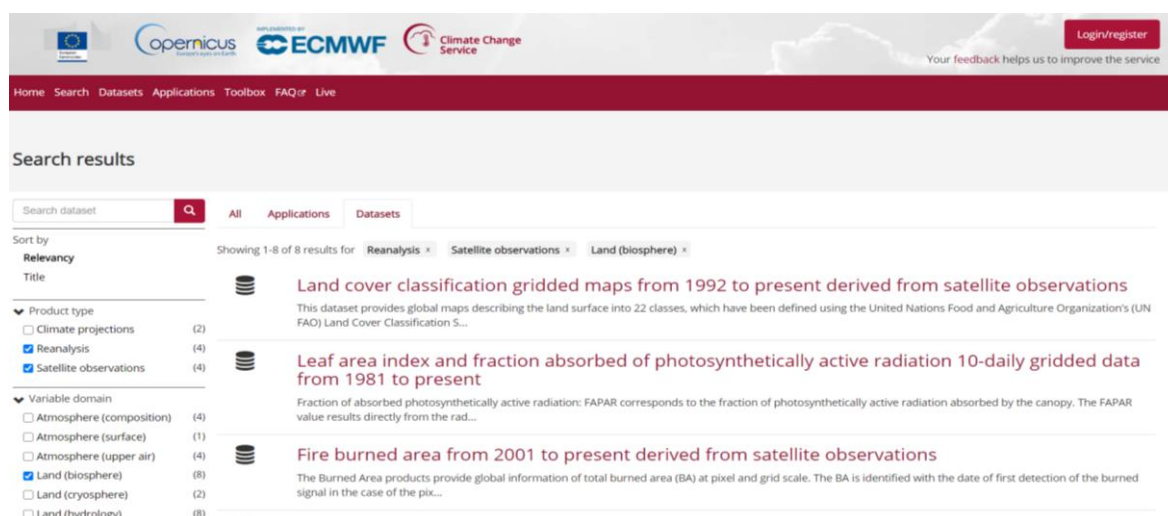 IMPLEMENTED BY
opernicus
Europe's eyes on Earth
ECMWF
Climate Change
Service
Login/register
Your feedback helps us to improve the service
Home Search Datasets Applications Toolbox FAQ Live
Search results
Search dataset
Sort by
Relevancy
Title
Product type
Climate projections (2)
Reanalysis (4)
Satellite observations (4)
Variable domain
Atmosphere (composition) (4)
Atmosphere (surface) (1)
Atmosphere (upper air) (4)
Land (biosphere) (8)
Land (cryosphere) (2)
Land (hydrology) (8)
All Applications Datasets
Showing 1-8 of 8 results for Reanalysis × Satellite observations × Land (biosphere) ×
Land cover classification gridded maps from 1992 to present derived from satellite observations
This dataset provides global maps describing the land surface into 22 classes, which have been defined using the United Nations Food and Agriculture Organization's (UN
FAO) Land Cover Classification S...
Leaf area index and fraction absorbed of photosynthetically active radiation 10-daily gridded data
from 1981 to present
Fraction of absorbed photosynthetically active radiation: FAPAR corresponds to the fraction of photosynthetically active radiation absorbed by the canopy. The FAPAR
value results directly from the rad...
Fire burned area from 2001 to present derived from satellite observations
The Burned Area products provide global information of total burned area (BA) at pixel and grid scale. The BA is identified with the date of first detection of the burned
signal in the case of the pix...